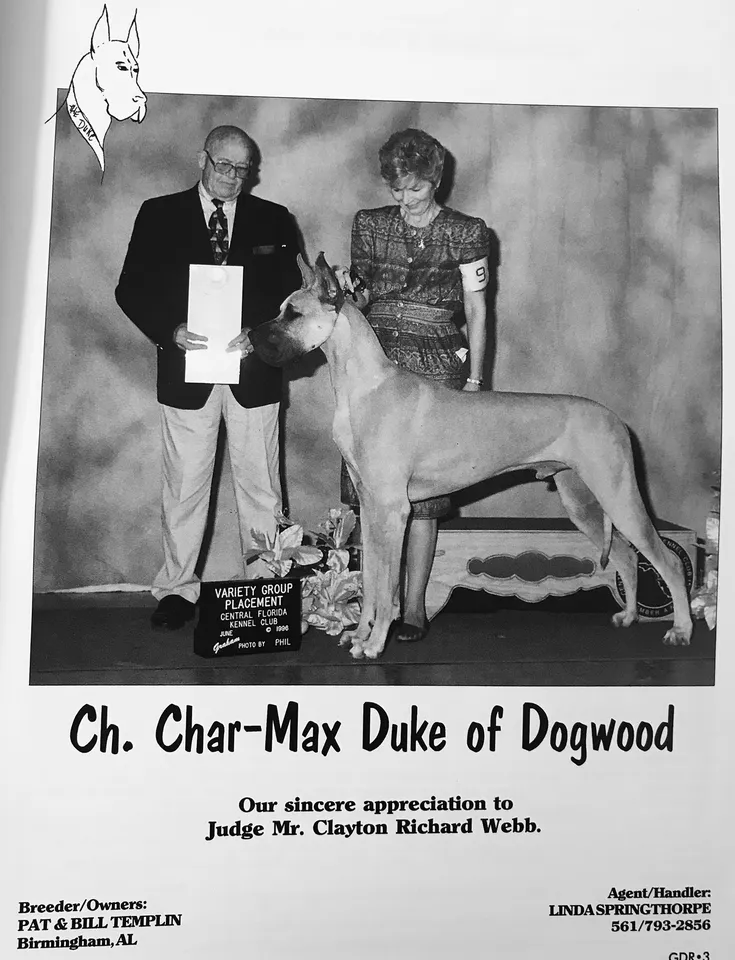 THE DUKE
9
VARIETY GROUP
PLACEMENT
CENTRAL FLORIDA
KENNEL CLUB
JUNE © 1996
Graham PHOTO BY PHIL
Ch. Char-Max Duke of Dogwood
Our sincere appreciation to
Judge Mr. Clayton Richard Webb.
Breeder/Owners:
PAT & BILL TEMPLIN
Birmingham, AL
Agent/Handler:
LINDA SPRINGTHORPE
561/793-2856
GDR•3